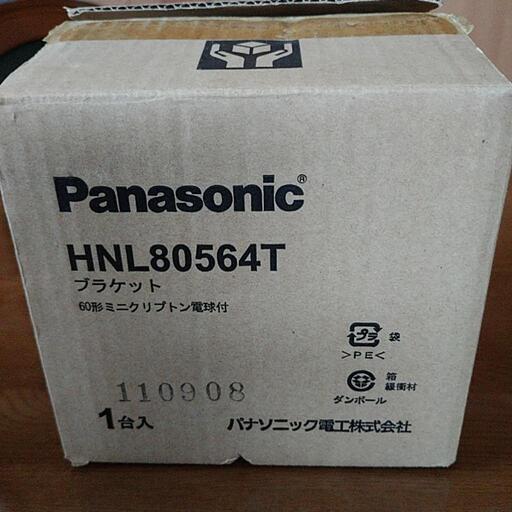 Panasonic®
HNL80564T
ブラケット
60形ミニクリプトン電球付
プラ 袋
>PE<
箱
緩衝材
ダンボール
110908
1台入 パナソニック電工株式会社